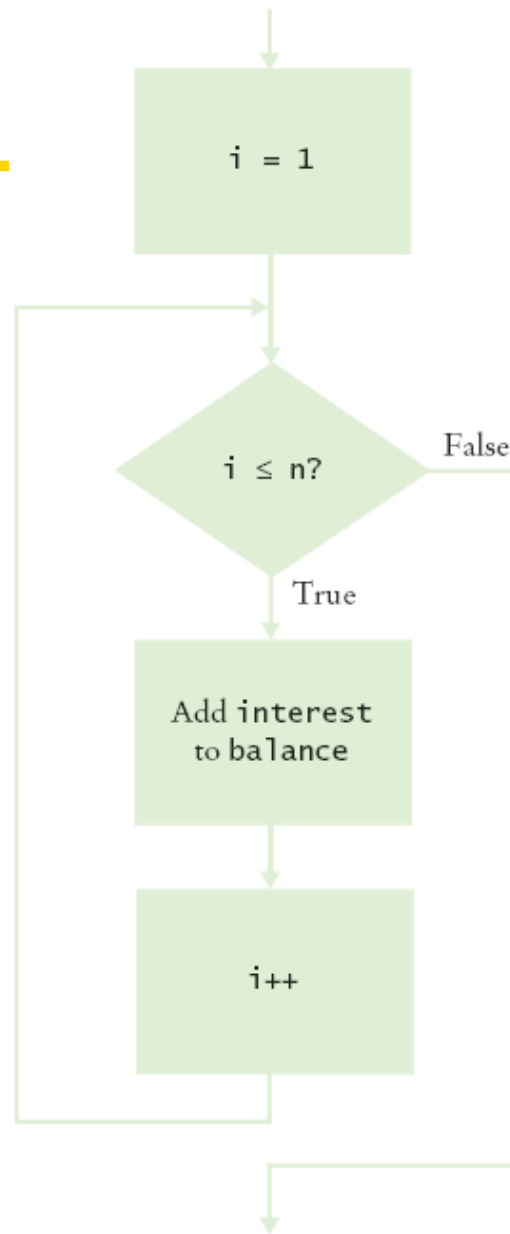 i = 1
i ≤ n?
False
True
Add interest
to balance
i++